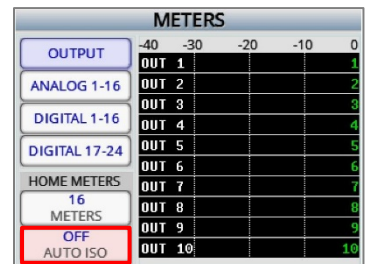 METERS
OUTPUT
ANALOG 1-16
DIGITAL 1-16
DIGITAL 17-24
HOME METERS
16
METERS
OFF
AUTO ISO
-40 -30 -20 -10 0
OUT 1 1
OUT 2 2
OUT 3 3
OUT 4 4
OUT 5 5
OUT 6 6
OUT 7 7
OUT 8 8
OUT 9 9
OUT 10 10